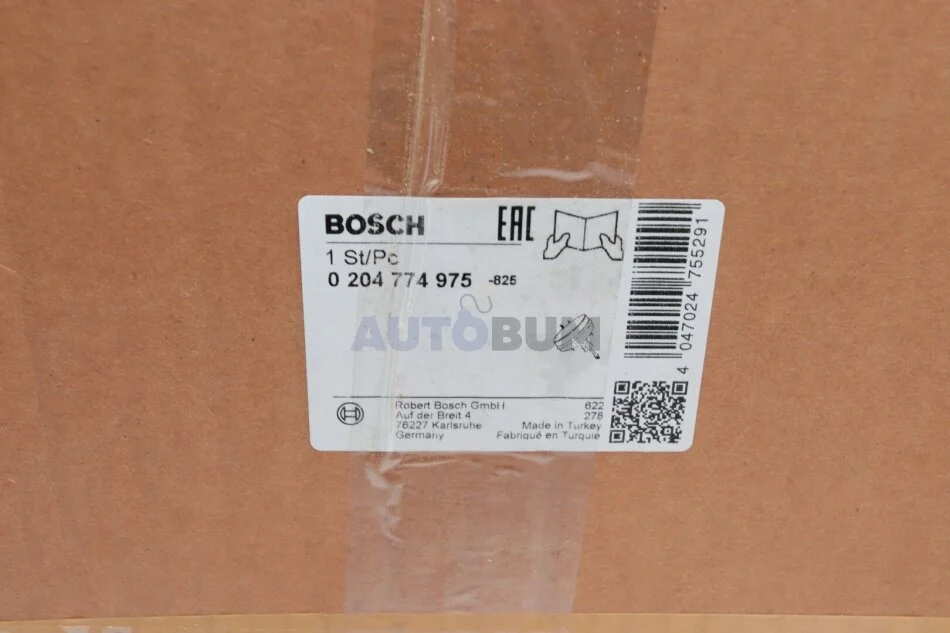 BOSCH
EAC
1 St/Pc
0 204 774 975 -825
AUTOBUM
4 047024 755291
Robert Bosch GmbH
Auf der Breit 4
76227 Karlsruhe
Germany
622
278
Made in Turkey
Fabriqué en Turquie